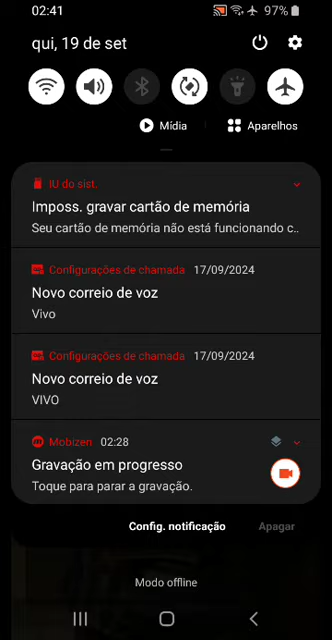 02:41
97%
qui, 19 de set
Mídia
Aparelhos
IU do sist.
Imposs. gravar cartão de memória
Seu cartão de memória não está funcionando c..
Configurações de chamada 17/09/2024
Novo correio de voz
Vivo
Configurações de chamada 17/09/2024
Novo correio de voz
VIVO
Mobizen 02:28
Gravação em progresso
Toque para parar a gravação.
Config. notificação
Apagar
Modo offline